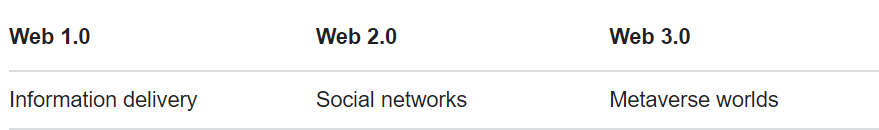 Web 1.0 Web 2.0 Web 3.0
Information delivery Social networks Metaverse worlds